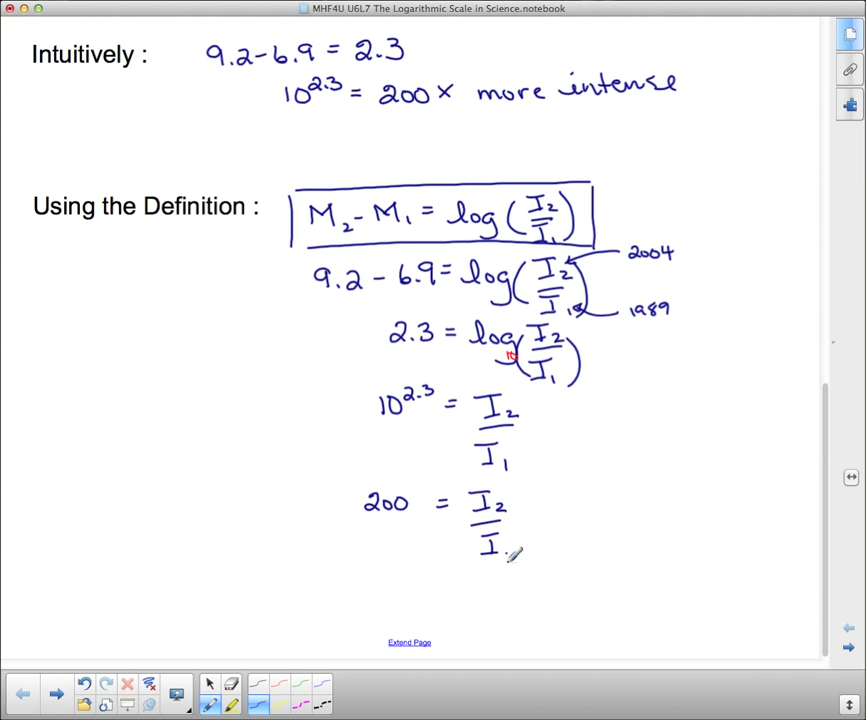 MHF4U U6L7 The Logarithmic Scale in Science.notebook
Intuitively : 9.2-6.9 = 2.3
10^2.3 = 200 × more intense
Using the Definition : M₂ - M₁ = log(I₂/I₁)
9.2 - 6.9 = log(I₂/I₁) 2004
1989
2.3 = log₁₀(I₂/I₁)
10^2.3 = I₂/I₁
200 = I₂/I
Extend Page